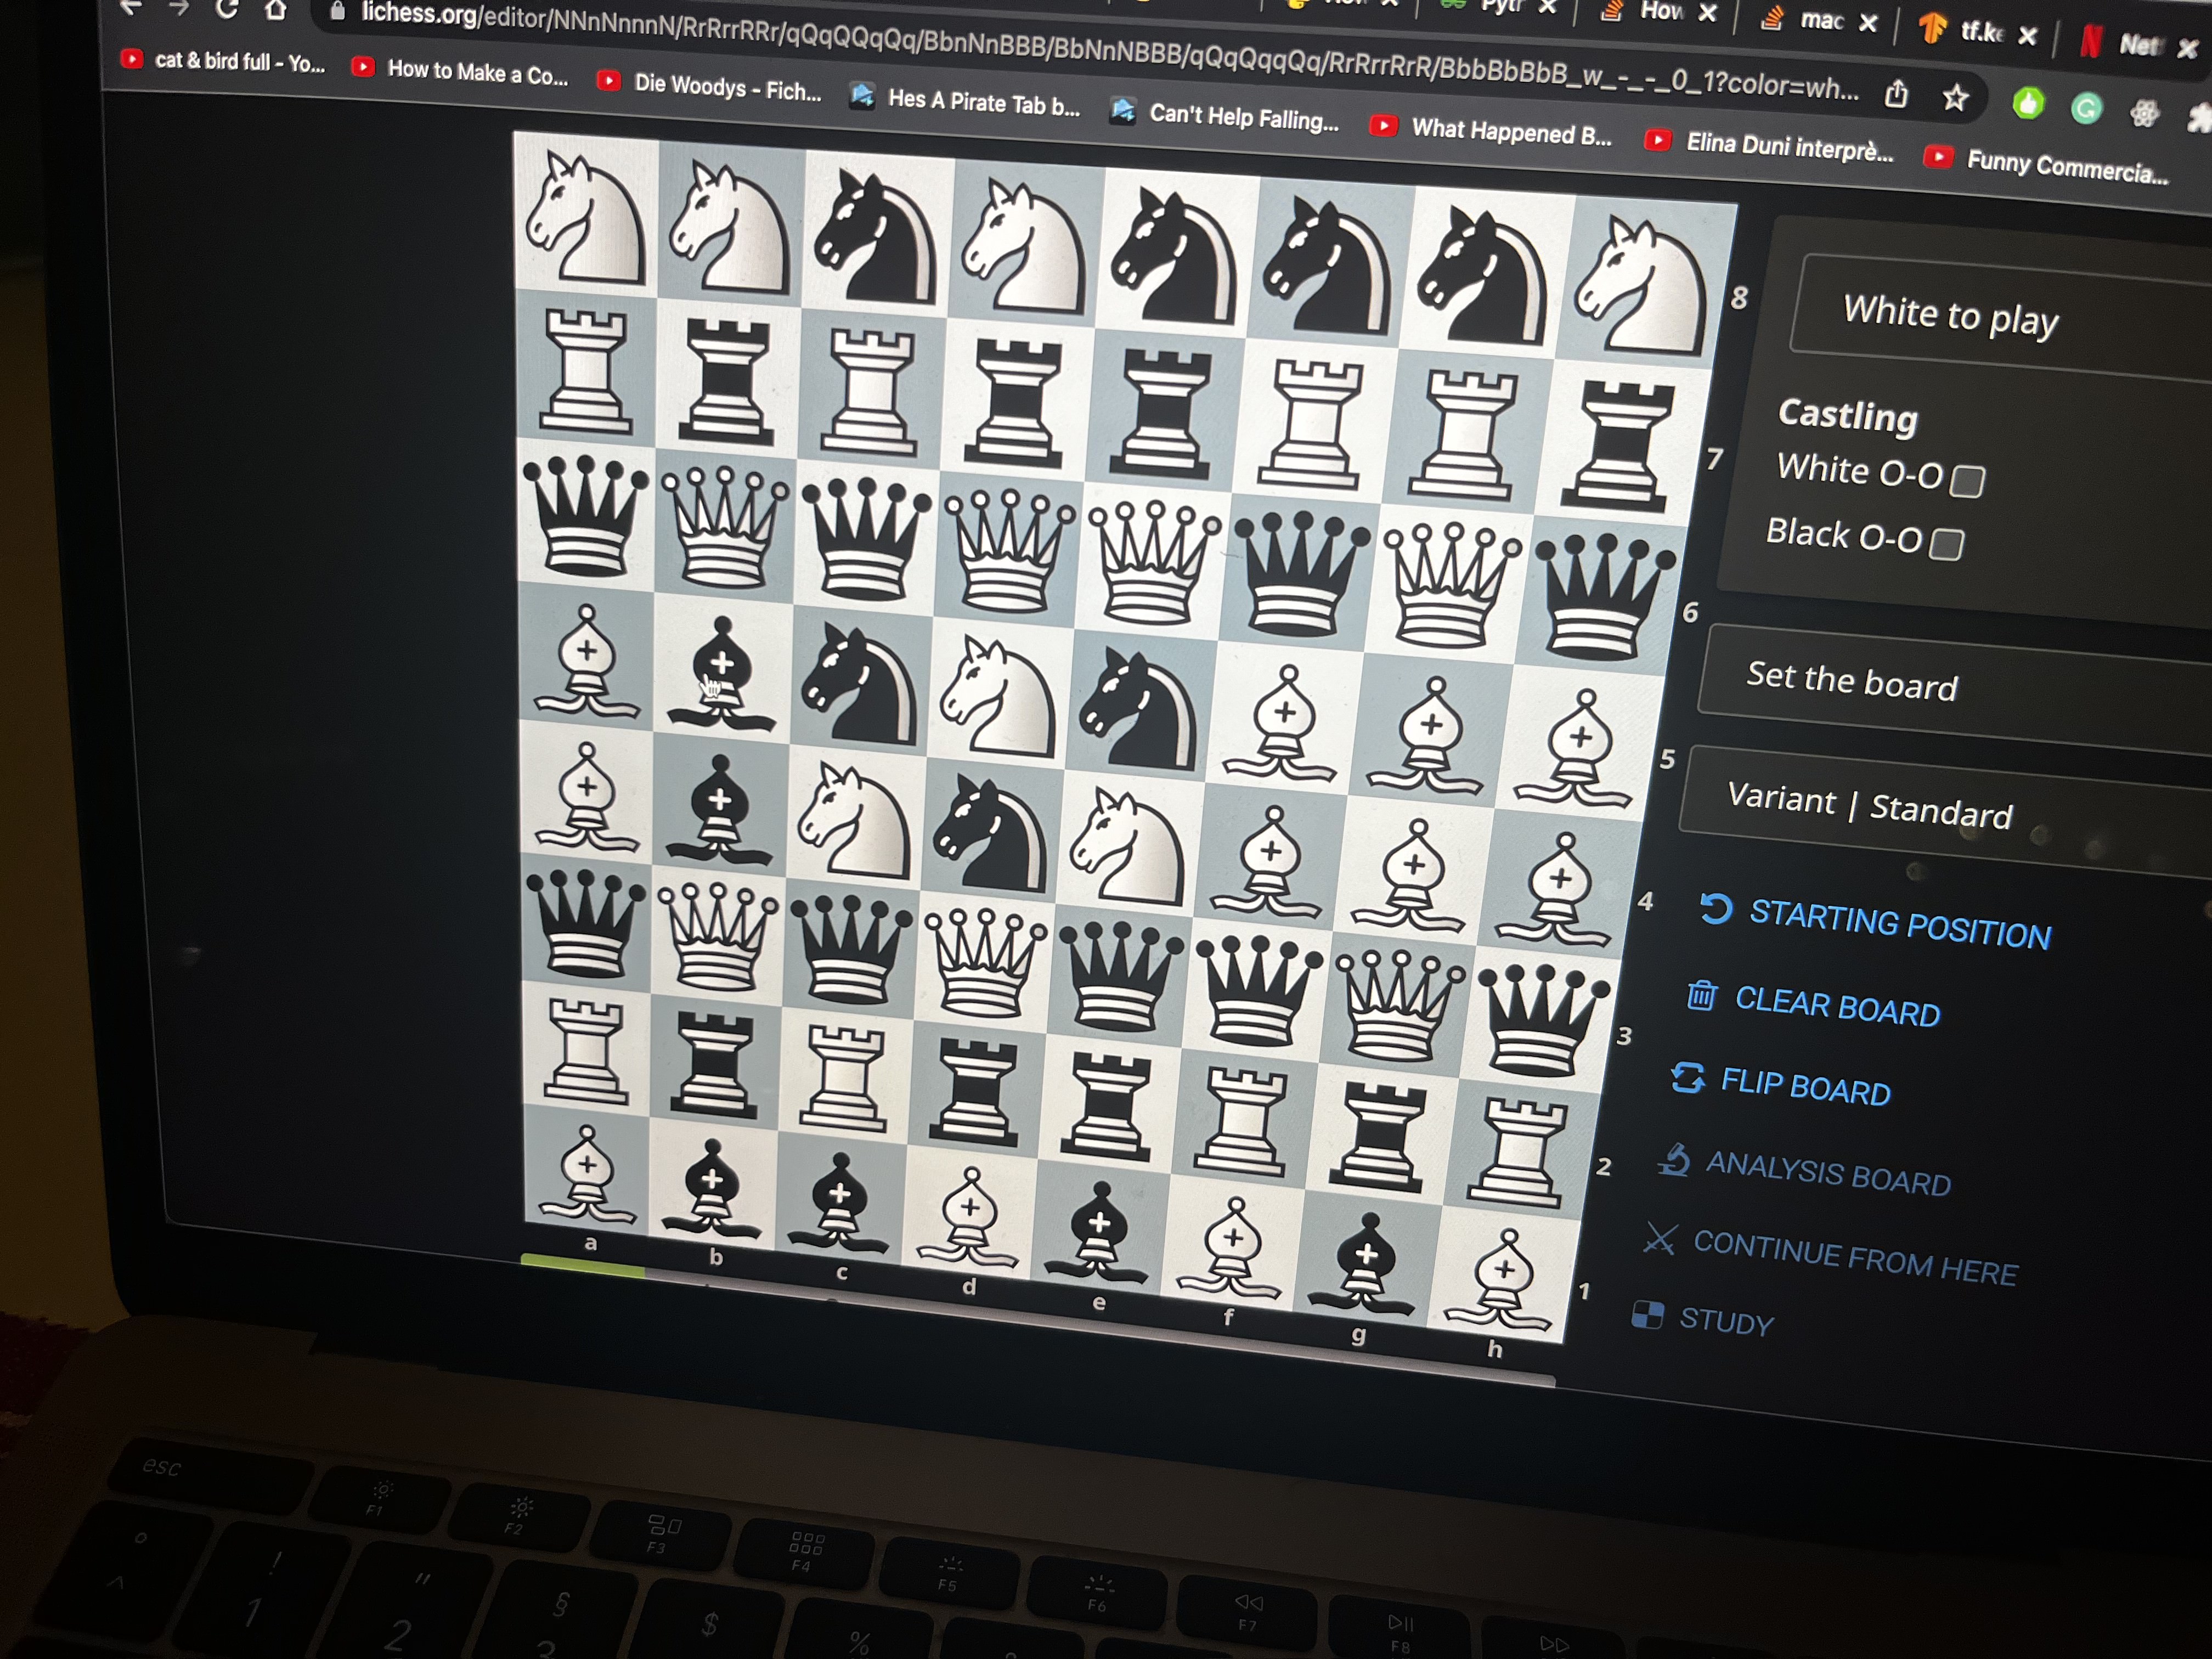 Pytr
How
mac
tf.ke
Net
lichess.org/editor/NNnNnnnN/RrRrrRRr/qQqQQqQq/BbnNnBBB/BbNnNBBB/qQqQqqQq/RrRrrRrR/BbbBbBbB_w_-_-_0_1?color=wh...
cat & bird full - Yo...
How to Make a Co...
Die Woodys - Fich...
Hes A Pirate Tab b...
Can't Help Falling...
What Happened B...
Elina Duni interprè...
Funny Commercia...
8
7
6
5
4
3
2
1
a b c d e f g h
White to play
Castling
White O-O
Black O-O
Set the board
Variant | Standard
STARTING POSITION
CLEAR BOARD
FLIP BOARD
ANALYSIS BOARD
CONTINUE FROM HERE
STUDY
esc
F1 F2 F3 F4 F5 F6 F7 F8
° ! " § $ %
^ 1 2